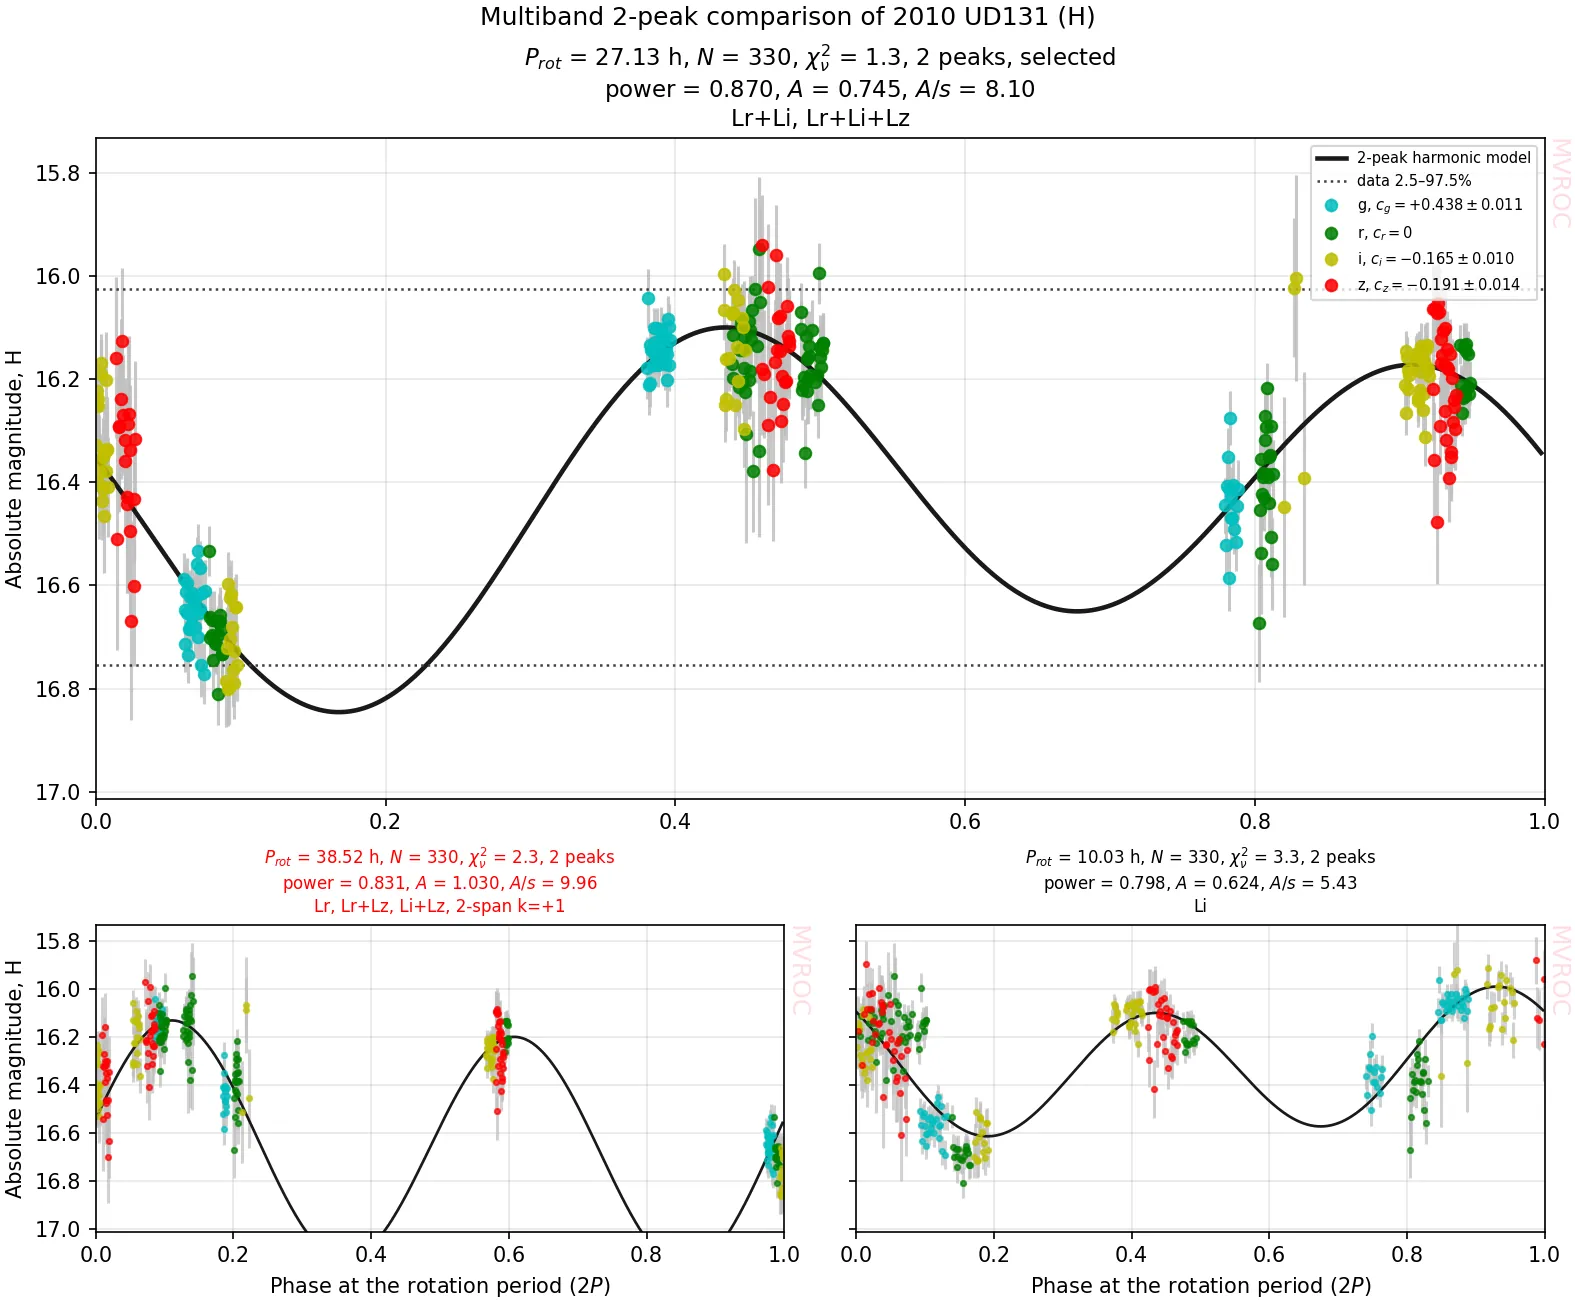 Multiband 2-peak comparison of 2010 UD131 (H)
P_rot = 27.13 h, N = 330, χ²_ν = 1.3, 2 peaks, selected
power = 0.870, A = 0.745, A/s = 8.10
Lr+Li, Lr+Li+Lz
Absolute magnitude, H
15.8
16.0
16.2
16.4
16.6
16.8
17.0
0.0
0.2
0.4
0.6
0.8
1.0
2-peak harmonic model
data 2.5–97.5%
g, c_g = +0.438 ± 0.011
r, c_r = 0
i, c_i = −0.165 ± 0.010
z, c_z = −0.191 ± 0.014
MVROC
P_rot = 38.52 h, N = 330, χ²_ν = 2.3, 2 peaks
power = 0.831, A = 1.030, A/s = 9.96
Lr, Lr+Lz, Li+Lz, 2-span k=+1
Absolute magnitude, H
15.8
16.0
16.2
16.4
16.6
16.8
17.0
0.0
0.2
0.4
0.6
0.8
1.0
Phase at the rotation period (2P)
MVROC
P_rot = 10.03 h, N = 330, χ²_ν = 3.3, 2 peaks
power = 0.798, A = 0.624, A/s = 5.43
Li
0.0
0.2
0.4
0.6
0.8
1.0
Phase at the rotation period (2P)
MVROC